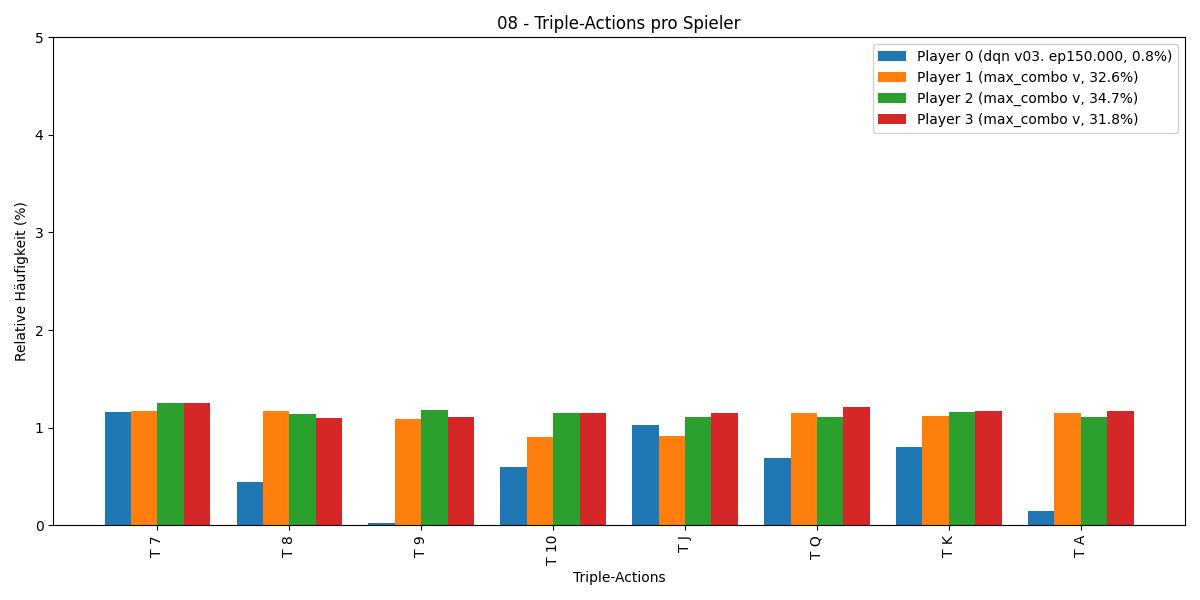 08 - Triple-Actions pro Spieler
Player 0 (dqn v03. ep150.000, 0.8%)
Player 1 (max_combo v, 32.6%)
Player 2 (max_combo v, 34.7%)
Player 3 (max_combo v, 31.8%)
Relative Häufigkeit (%)
5
4
3
2
1
0
T 7
T 8
T 9
T 10
T J
T Q
T K
T A
Triple-Actions